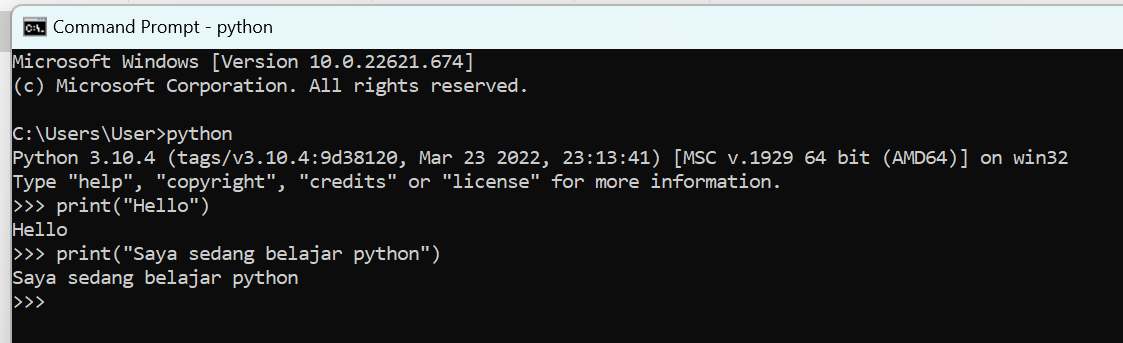 Command Prompt - python
Microsoft Windows [Version 10.0.22621.674]
(c) Microsoft Corporation. All rights reserved.
C:\Users\User>python
Python 3.10.4 (tags/v3.10.4:9d38120, Mar 23 2022, 23:13:41) [MSC v.1929 64 bit (AMD64)] on win32
Type "help", "copyright", "credits" or "license" for more information.
>>> print("Hello")
Hello
>>> print("Saya sedang belajar python")
Saya sedang belajar python
>>>